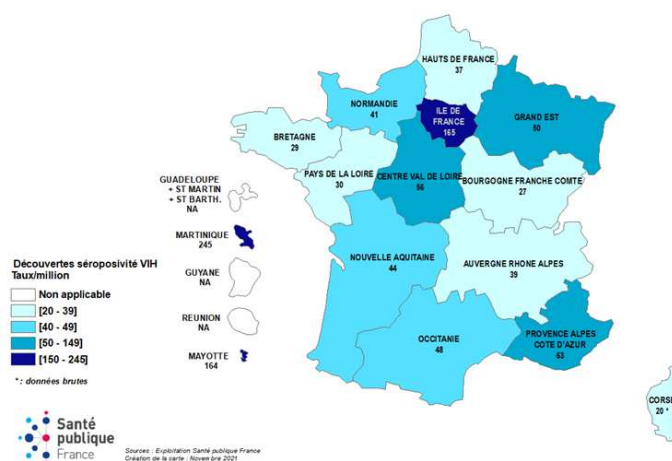 HAUTS DE FRANCE
37
NORMANDIE
41
ILE DE
FRANCE
165
GRAND EST
50
BRETAGNE
29
PAYS DE LA LOIRE
30
CENTRE VAL DE LOIRE
56
BOURGOGNE FRANCHE COMTE
27
GUADELOUPE
+ ST MARTIN
+ ST BARTH.
NA
MARTINIQUE
245
GUYANE
NA
REUNION
NA
MAYOTTE
164
NOUVELLE AQUITAINE
44
AUVERGNE RHONE ALPES
39
OCCITANIE
48
PROVENCE ALPES
COTE D'AZUR
53
CORSE
20 *
Découvertes séropositivité VIH
Taux/million
Non applicable
[20 - 39]
[40 - 49]
[50 - 149]
[150 - 245]
* : données brutes
Santé
publique
France
Sources : Exploitation Santé publique France
Création de la carte : Novembre 2021